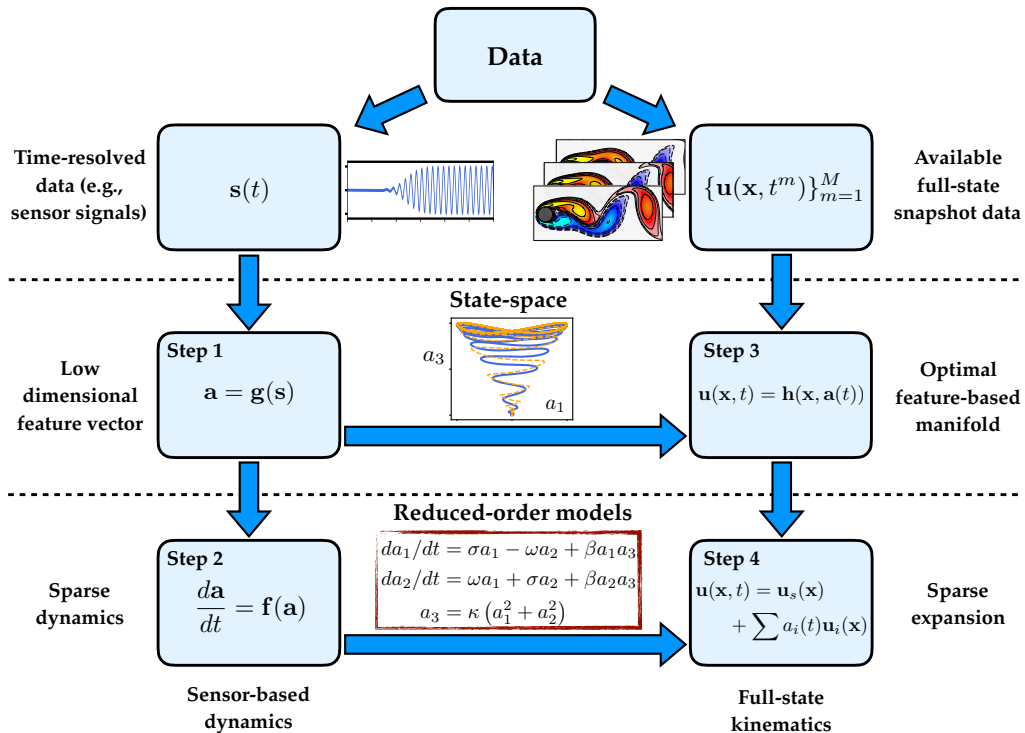 Data
Time-resolved
data (e.g.,
sensor signals)
s(t)
{u(x, t^m)}_{m=1}^M
Available
full-state
snapshot data
State-space
a_3
a_1
Low
dimensional
feature vector
Step 1
a = g(s)
Step 3
u(x, t) = h(x, a(t))
Optimal
feature-based
manifold
Reduced-order models
da_1/dt = σa_1 − ωa_2 + βa_1a_3
da_2/dt = ωa_1 + σa_2 + βa_2a_3
a_3 = κ (a_1^2 + a_2^2)
Sparse
dynamics
Step 2
da/dt = f(a)
Step 4
u(x, t) = u_s(x)
+ ∑ a_i(t)u_i(x)
Sparse
expansion
Sensor-based
dynamics
Full-state
kinematics